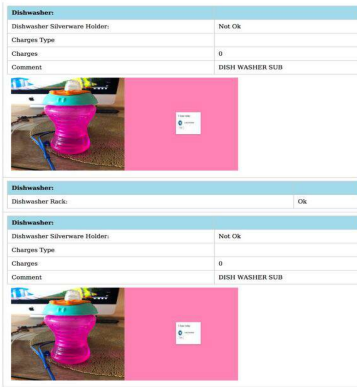 Dishwasher:
Dishwasher Silverware Holder: Not Ok
Charges Type
Charges 0
Comment DISH WASHER SUB
Dishwasher:
Dishwasher Rack: Ok
Dishwasher:
Dishwasher Silverware Holder: Not Ok
Charges Type
Charges 0
Comment DISH WASHER SUB